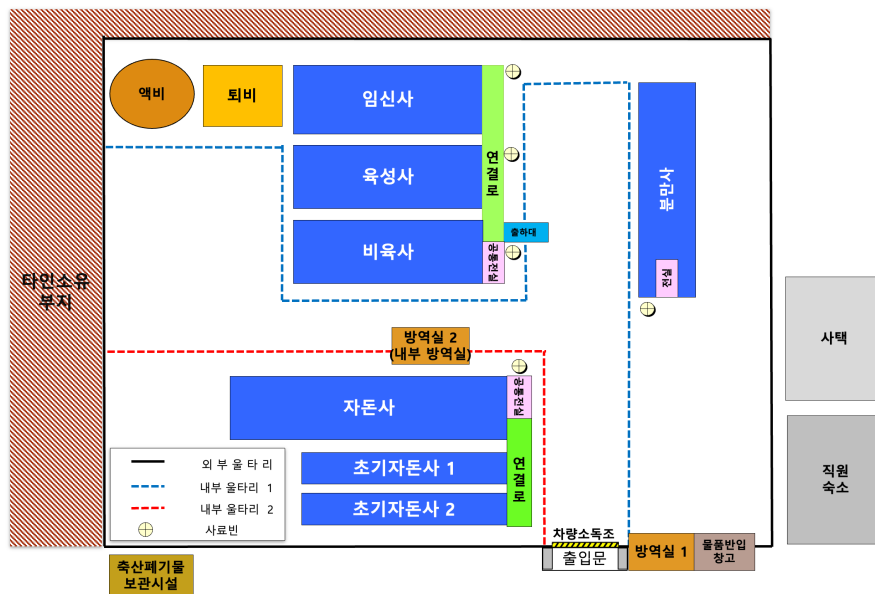 액비
퇴비
임신사
육성사
비육사
연결로
출하대
공통전실
분만사
전실
타인소유
부지
사택
방역실 2
(내부 방역실)
자돈사
공통전실
초기자돈사 1
초기자돈사 2
연결로
직원
숙소
외 부 울 타 리
내부 울타리 1
내부 울타리 2
사료빈
차량소독조
출입문
방역실 1
물품반입
창고
축산폐기물
보관시설